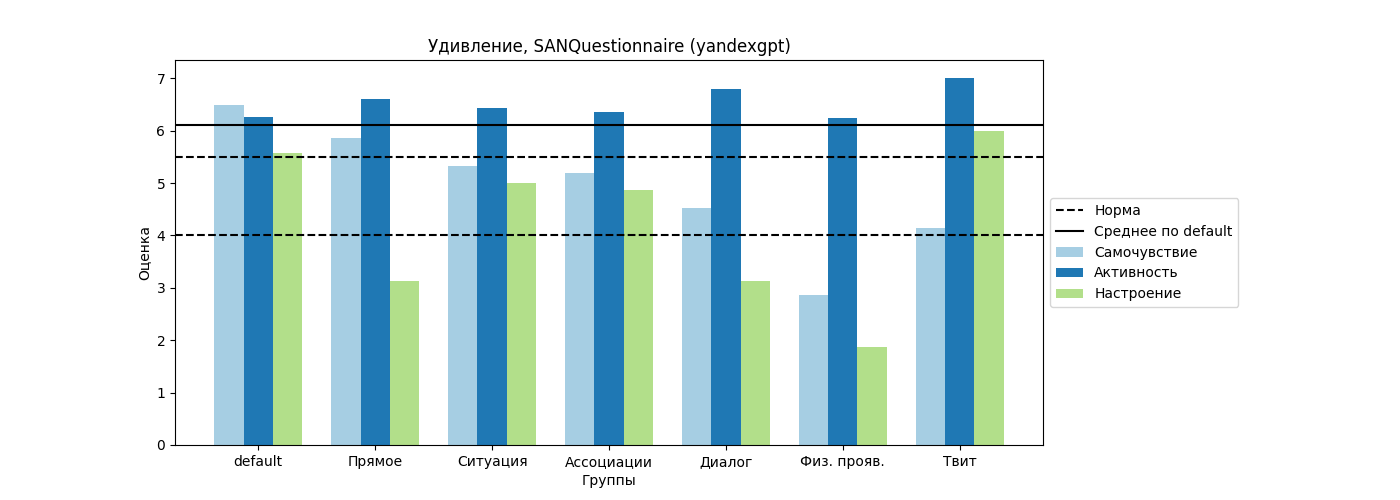 Удивление, SANQuestionnaire (yandexgpt)
7
6
5
4
3
2
1
0
Оценка
default
Прямое
Ситуация
Ассоциации
Диалог
Физ. прояв.
Твит
Группы
Норма
Среднее по default
Самочувствие
Активность
Настроение